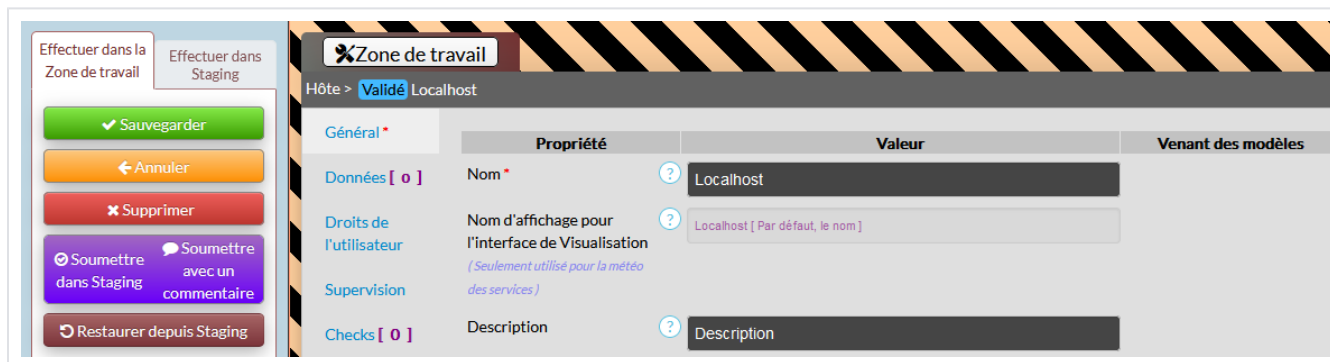 Effectuer dans la
Zone de travail
Effectuer dans
Staging
Sauvegarder
Annuler
Supprimer
Soumettre
dans Staging
Soumettre
avec un
commentaire
Restaurer depuis Staging
Zone de travail
Hôte > Validé Localhost
Général *
Données [ 0 ]
Droits de
l'utilisateur
Supervision
Checks [ 0 ]
Propriété Valeur Venant des modèles
Nom * ? Localhost
Nom d'affichage pour
l'interface de Visualisation
( Seulement utilisé pour la météo
des services )
? Localhost [ Par défaut, le nom ]
Description ? Description